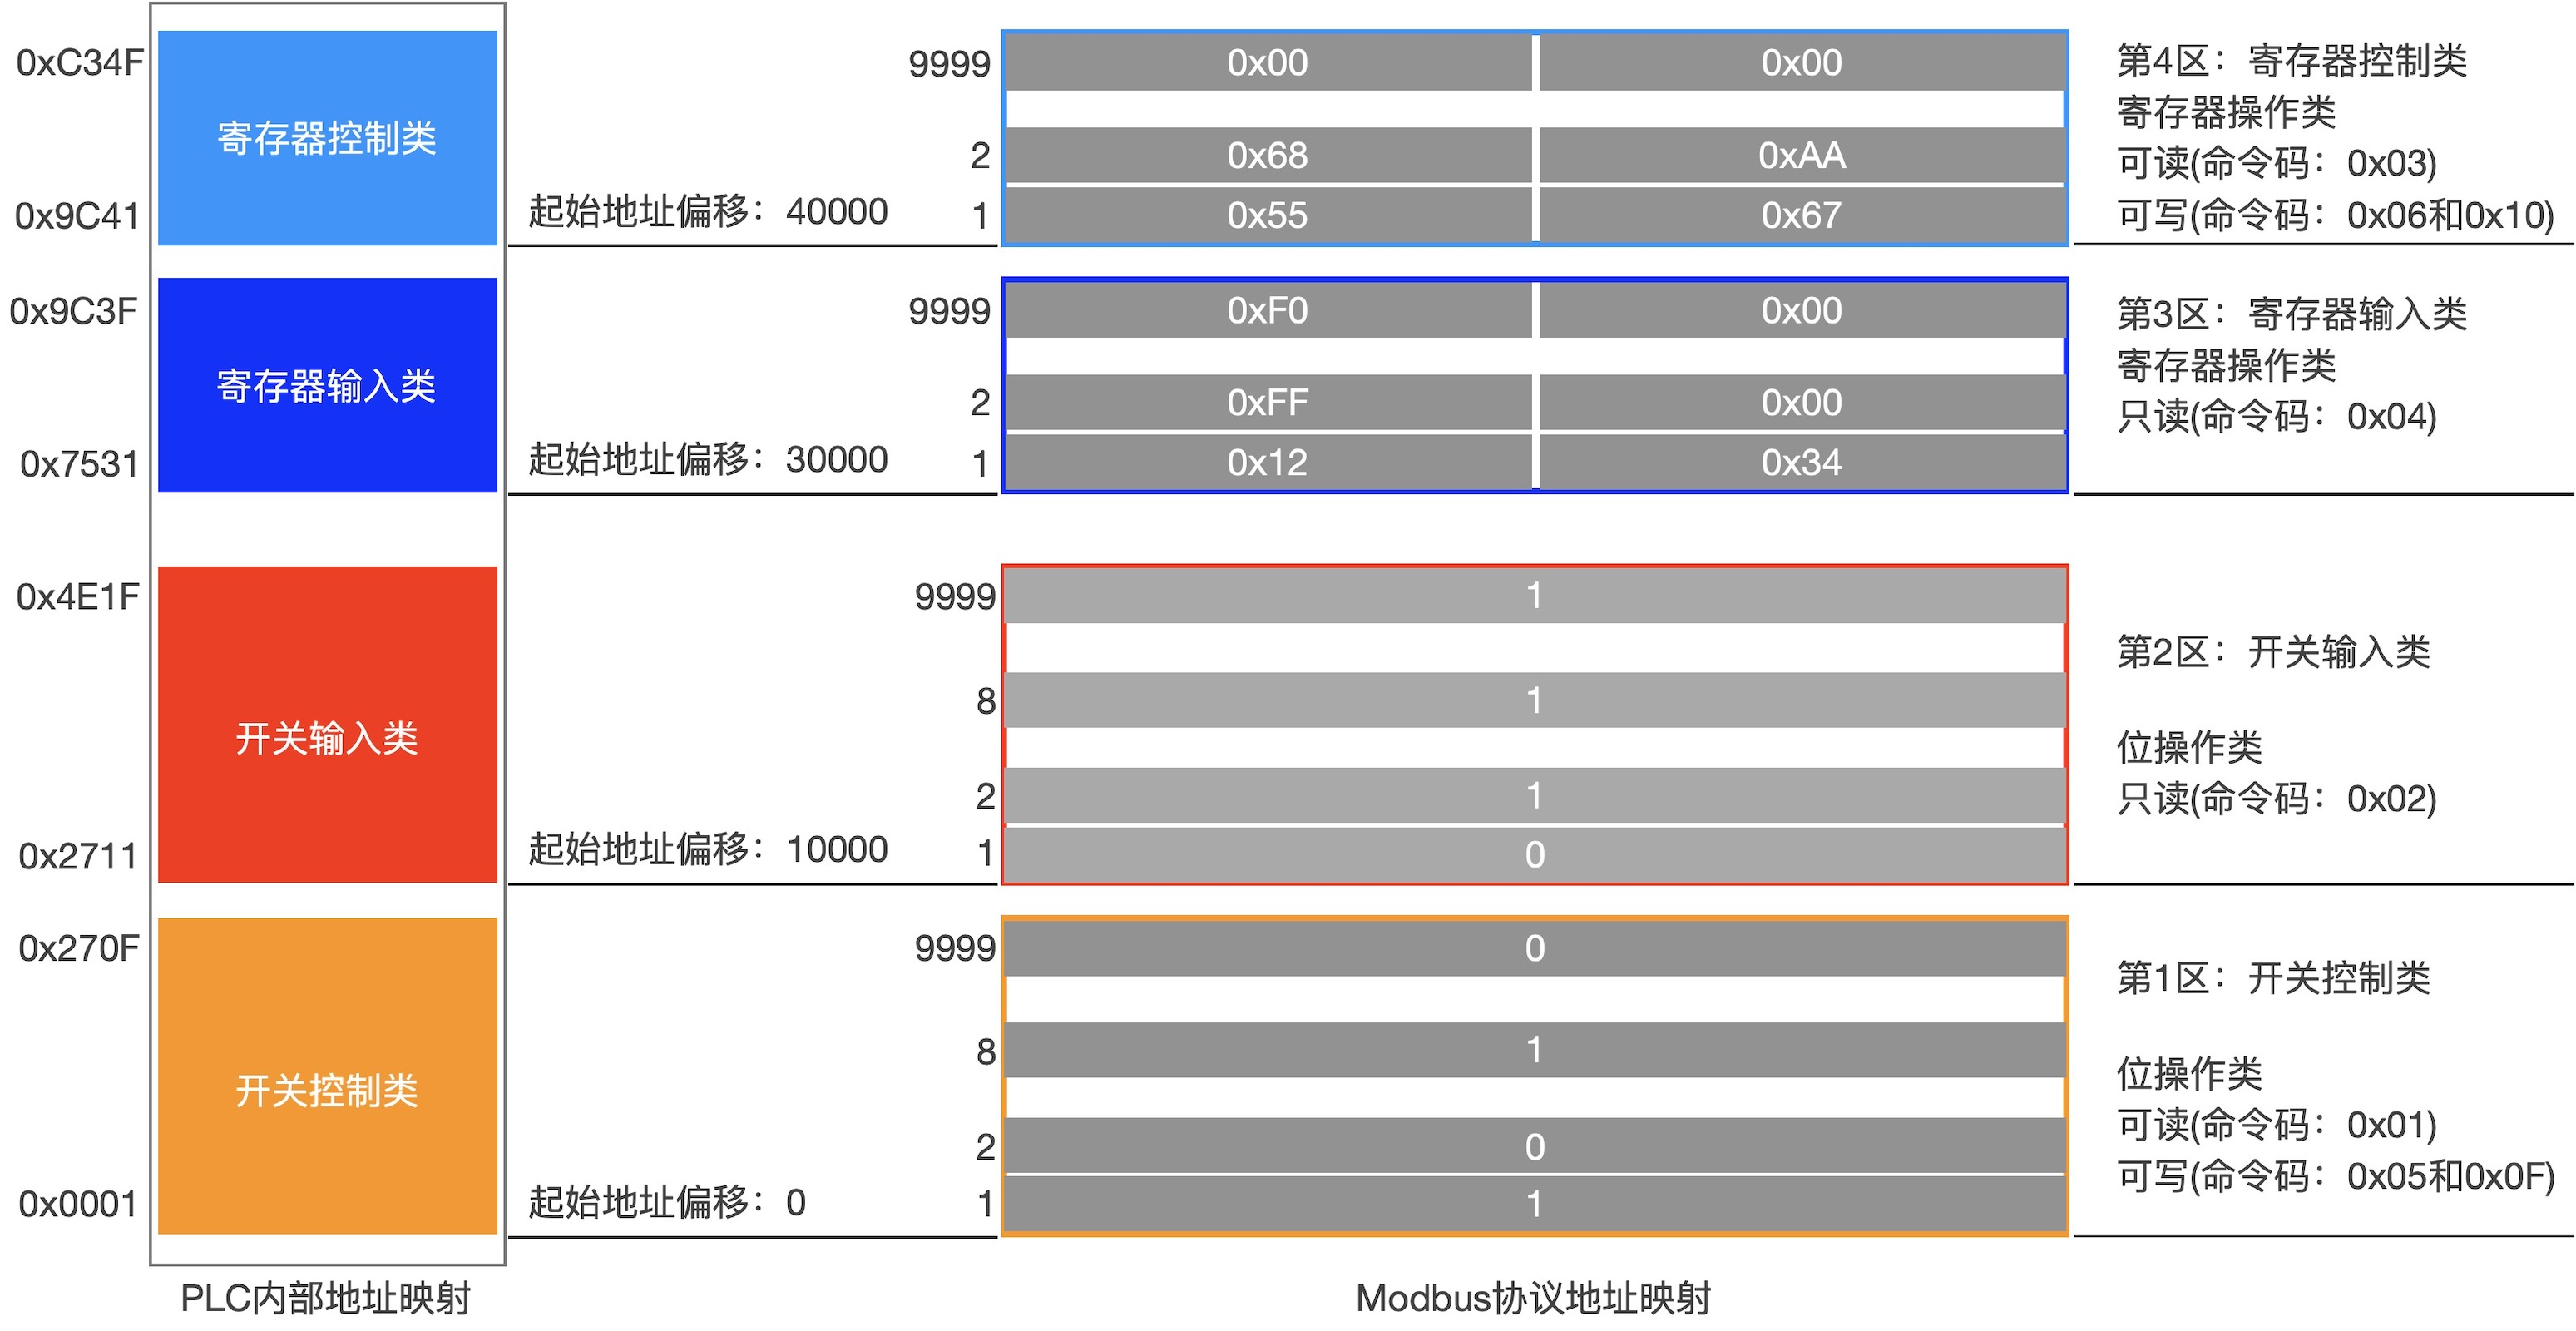 0xC34F
寄存器控制类
0x9C41
起始地址偏移：40000
9999
0x00
0x00
2
0x68
0xAA
1
0x55
0x67
第4区：寄存器控制类
寄存器操作类
可读(命令码：0x03)
可写(命令码：0x06和0x10)
0x9C3F
寄存器输入类
0x7531
起始地址偏移：30000
9999
0xF0
0x00
2
0xFF
0x00
1
0x12
0x34
第3区：寄存器输入类
寄存器操作类
只读(命令码：0x04)
0x4E1F
开关输入类
0x2711
起始地址偏移：10000
9999
1
8
1
2
1
1
0
第2区：开关输入类
位操作类
只读(命令码：0x02)
0x270F
开关控制类
0x0001
起始地址偏移：0
9999
0
8
1
2
0
1
1
第1区：开关控制类
位操作类
可读(命令码：0x01)
可写(命令码：0x05和0x0F)
PLC内部地址映射
Modbus协议地址映射